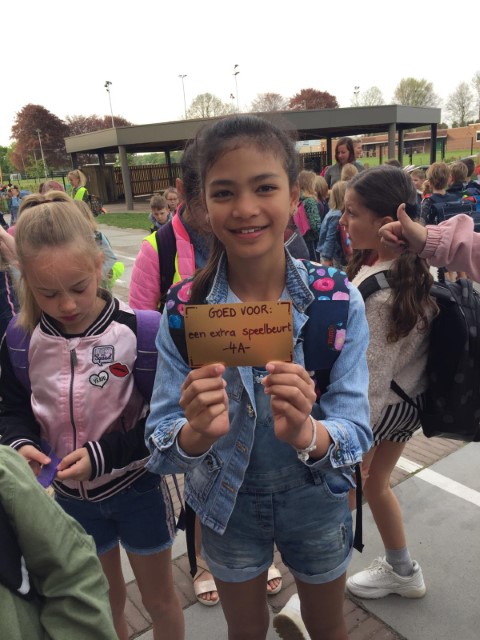 GOED VOOR:
een extra speelbeurt
-4A-